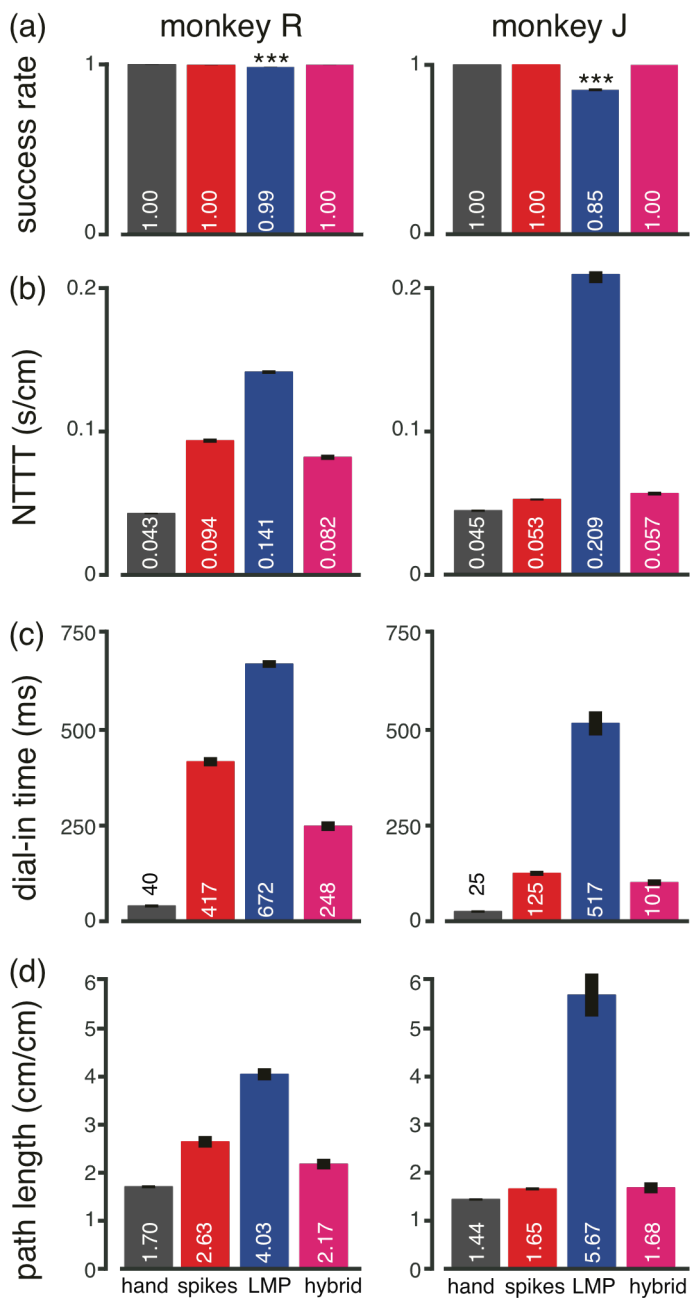 (a) monkey R monkey J
success rate
1
0
1.00 1.00 0.99 1.00
***
1
0
1.00 1.00 0.85 1.00
***
(b)
NTTT (s/cm)
0.2
0.1
0
0.043 0.094 0.141 0.082
0.2
0.1
0
0.045 0.053 0.209 0.057
(c)
dial-in time (ms)
750
500
250
0
40 417 672 248
750
500
250
0
25 125 517 101
(d)
path length (cm/cm)
6
5
4
3
2
1
0
1.70 2.63 4.03 2.17
hand spikes LMP hybrid
6
5
4
3
2
1
0
1.44 1.65 5.67 1.68
hand spikes LMP hybrid